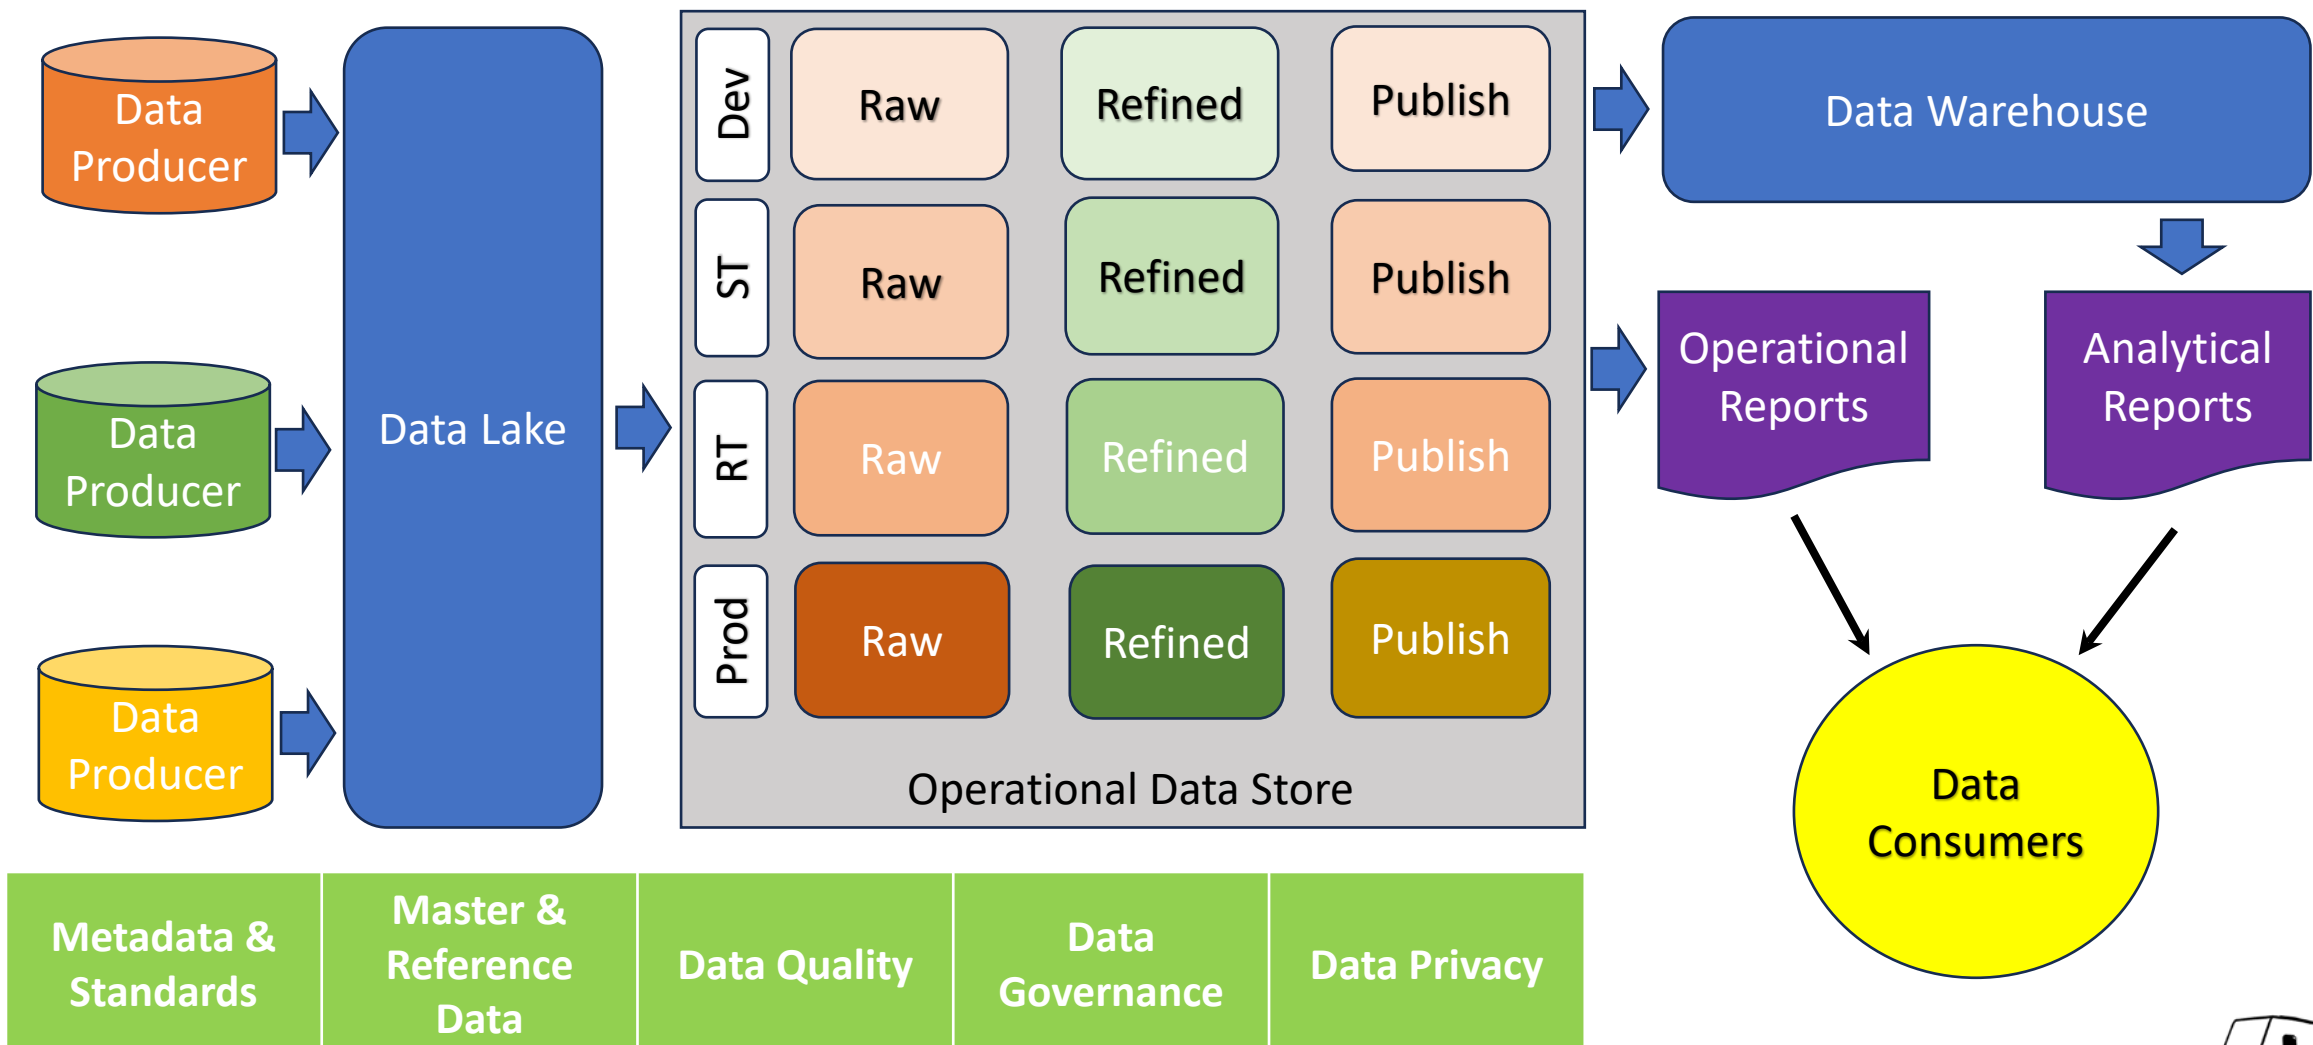 Data
Producer
Data
Producer
Data
Producer
Data Lake
Dev
Raw
Refined
Publish
ST
Raw
Refined
Publish
RT
Raw
Refined
Publish
Prod
Raw
Refined
Publish
Operational Data Store
Data Warehouse
Operational
Reports
Analytical
Reports
Data
Consumers
Metadata &
Standards
Master &
Reference
Data
Data Quality
Data
Governance
Data Privacy